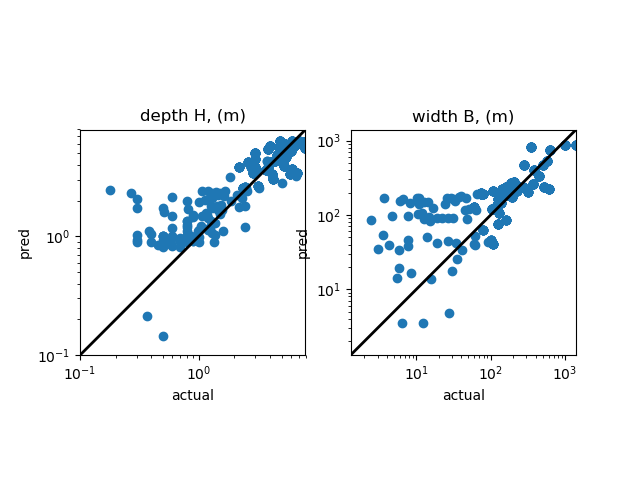 depth H, (m)
pred
10⁰
10⁻¹
10⁻¹
10⁰
actual
width B, (m)
pred
10³
10²
10¹
10¹
10²
10³
actual